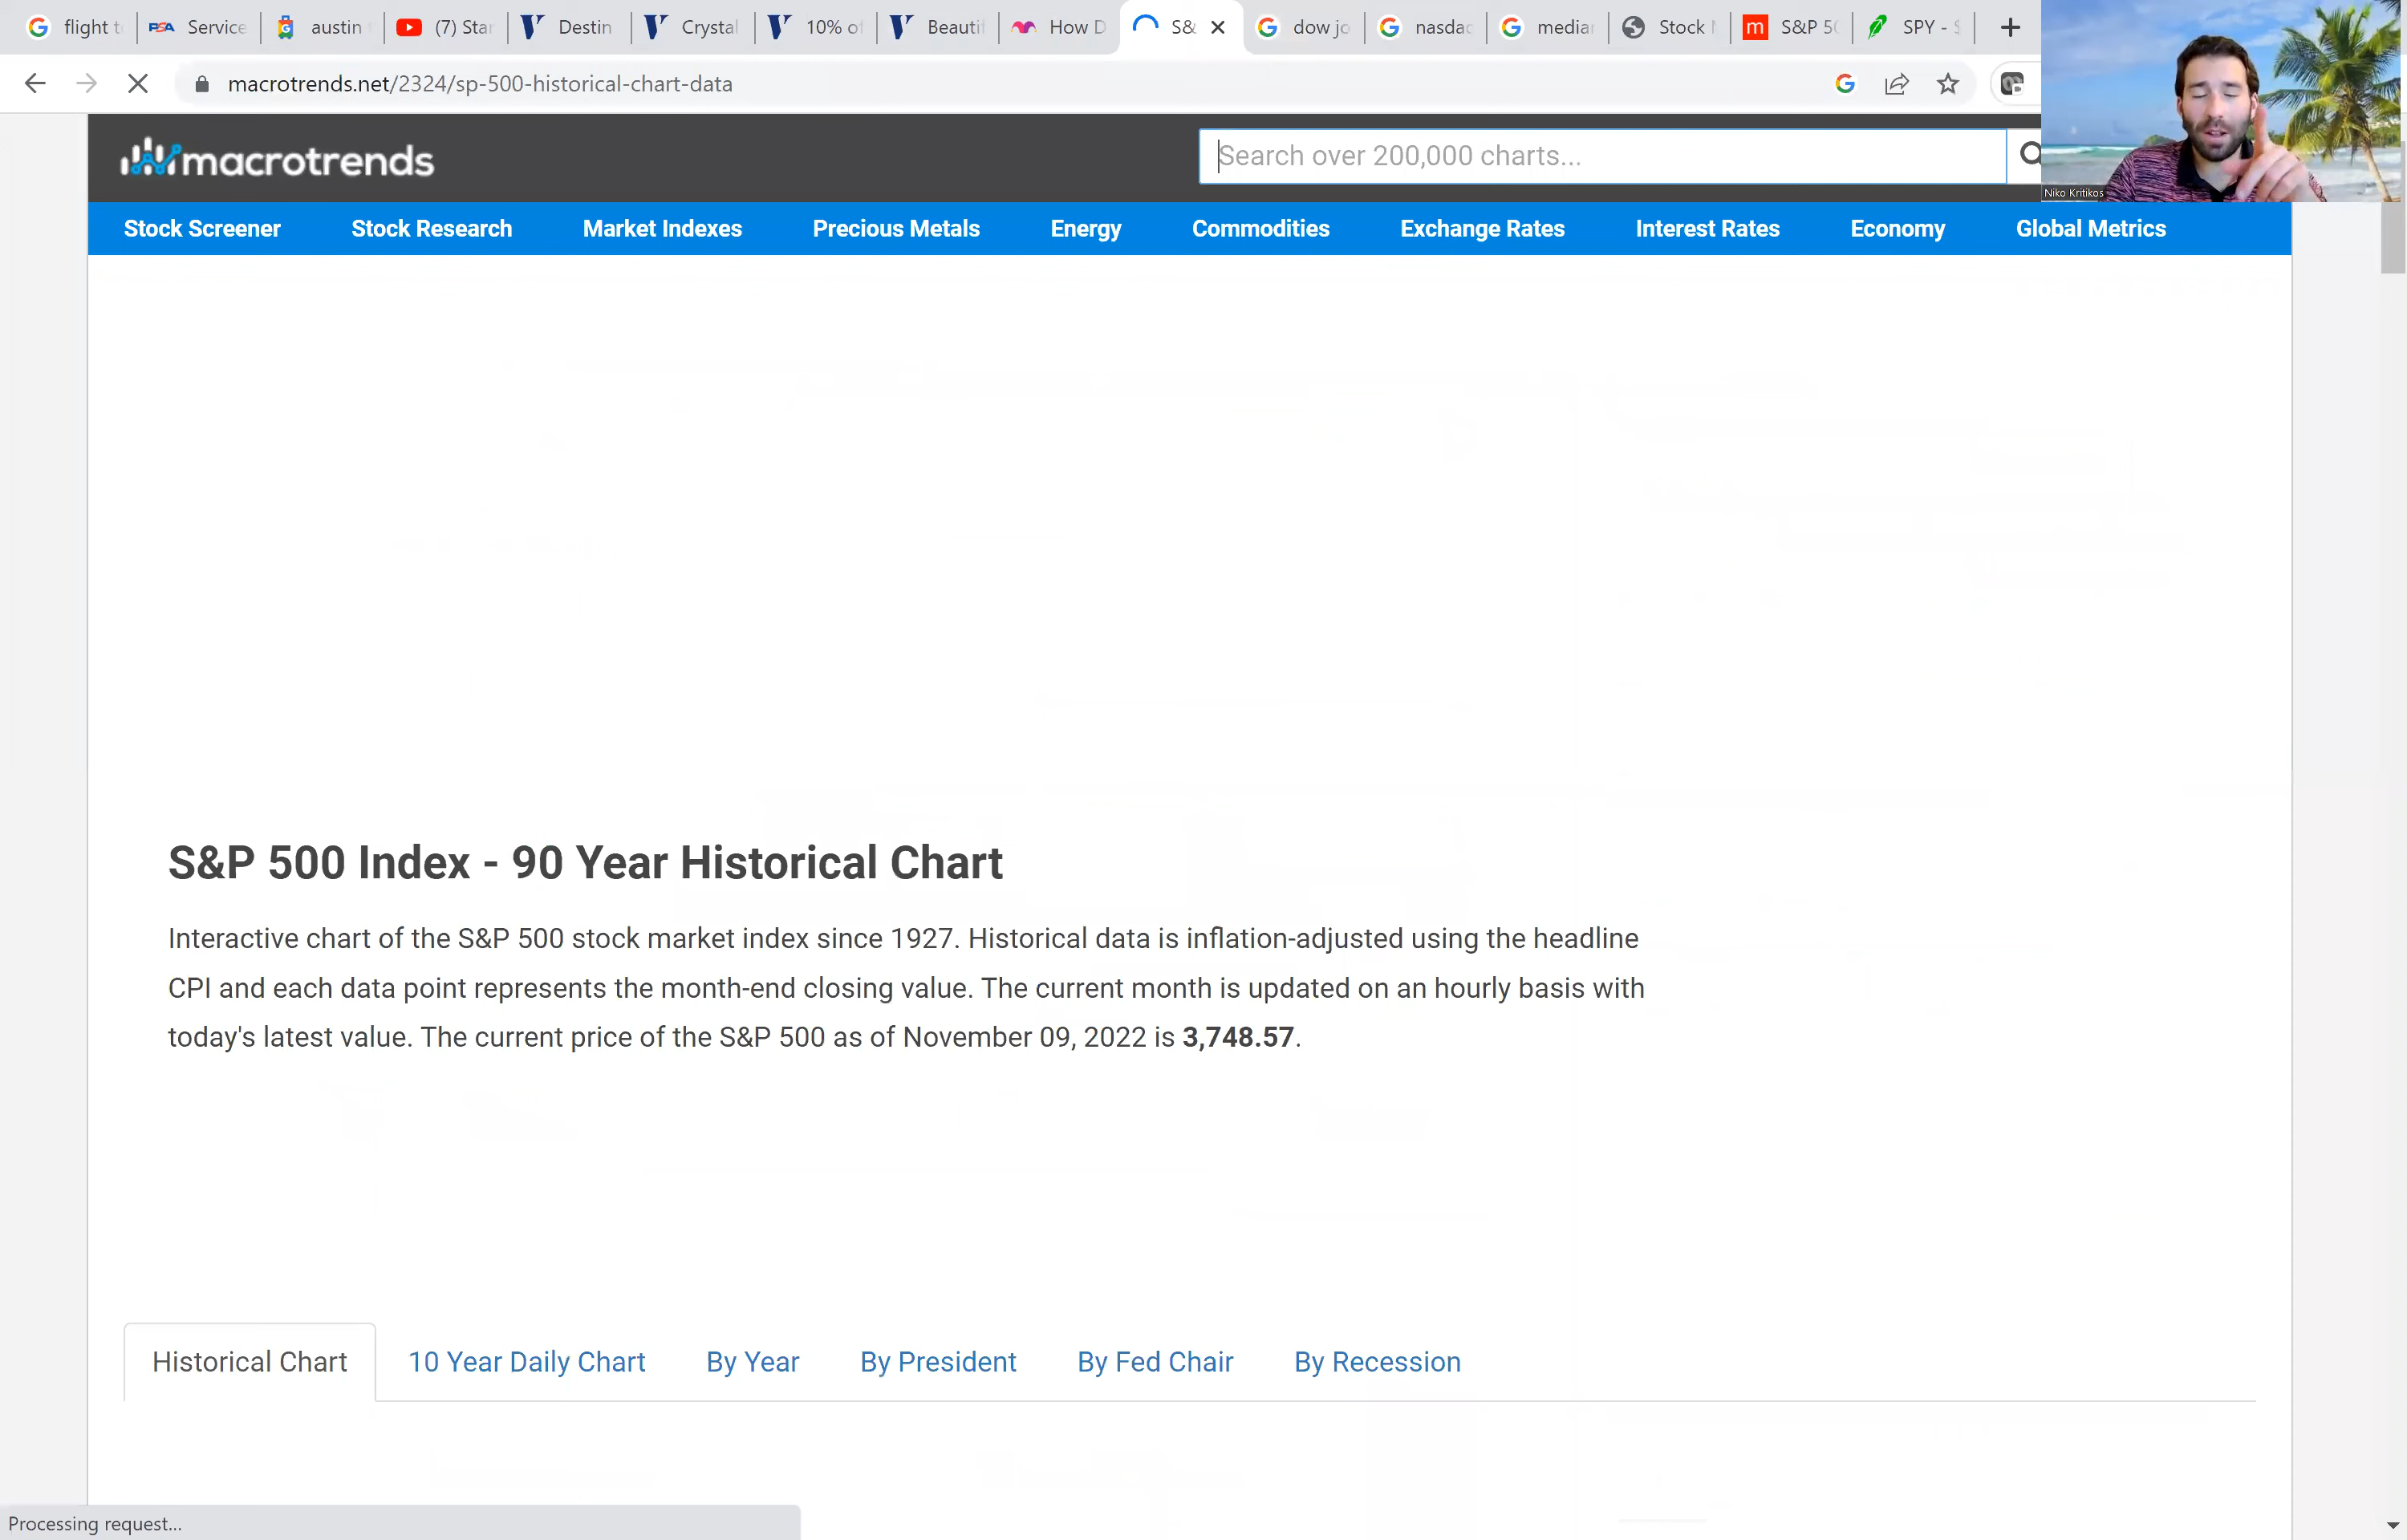 flight t
PSA Service
austin
(7) Star
Destin
Crystal
10% of
Beautif
How D
S&
dow jo
nasdaq
median
Stock
m S&P 50
SPY -
macrotrends.net/2324/sp-500-historical-chart-data
macrotrends
Search over 200,000 charts...
Niko Kritikos
Stock Screener
Stock Research
Market Indexes
Precious Metals
Energy
Commodities
Exchange Rates
Interest Rates
Economy
Global Metrics
S&P 500 Index - 90 Year Historical Chart
Interactive chart of the S&P 500 stock market index since 1927. Historical data is inflation-adjusted using the headline
CPI and each data point represents the month-end closing value. The current month is updated on an hourly basis with
today's latest value. The current price of the S&P 500 as of November 09, 2022 is 3,748.57.
Historical Chart
10 Year Daily Chart
By Year
By President
By Fed Chair
By Recession
Processing request...